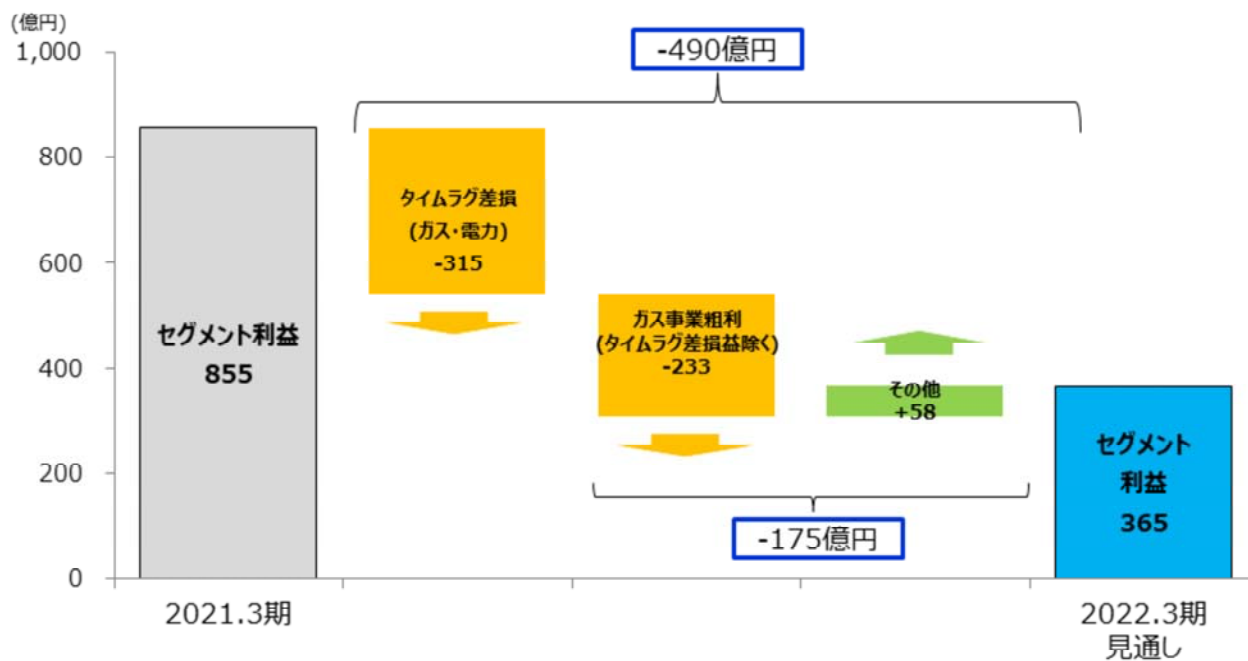 (億円)
1,000
800
600
400
200
0
-490億円
セグメント利益
855
タイムラグ差損
(ガス・電力)
-315
ガス事業粗利
(タイムラグ差損益除く)
-233
その他
+58
-175億円
セグメント
利益
365
2021.3期
2022.3期
見通し